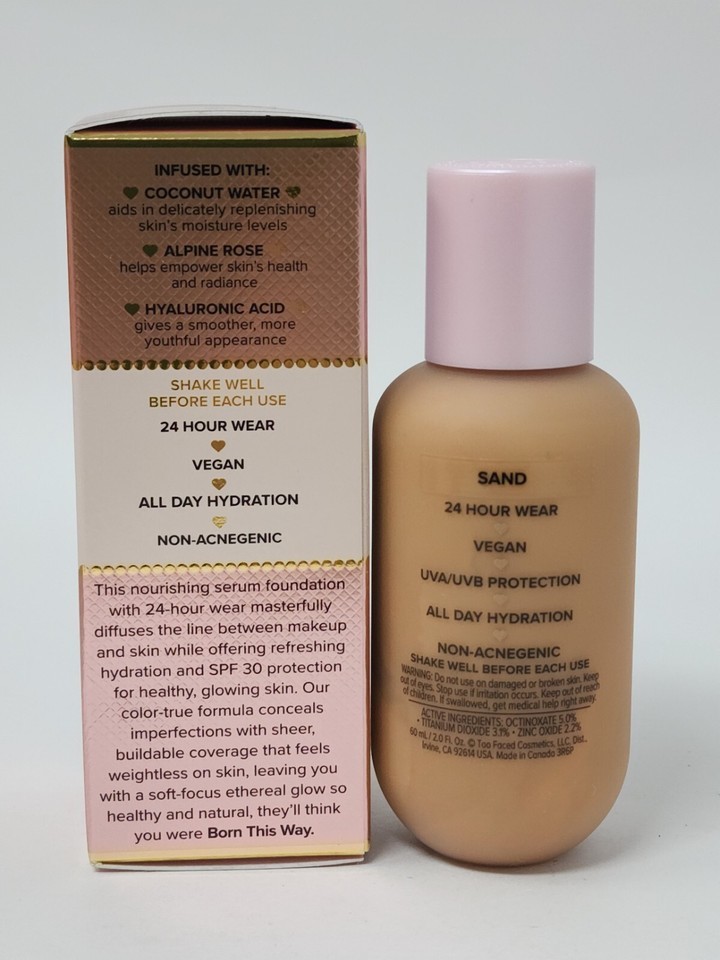 INFUSED WITH:
COCONUT WATER
aids in delicately replenishing
skin's moisture levels
ALPINE ROSE
helps empower skin's health
and radiance
HYALURONIC ACID
gives a smoother, more
youthful appearance
SHAKE WELL
BEFORE EACH USE
24 HOUR WEAR
VEGAN
ALL DAY HYDRATION
NON-ACNEGENIC
This nourishing serum foundation
with 24-hour wear masterfully
diffuses the line between makeup
and skin while offering refreshing
hydration and SPF 30 protection
for healthy, glowing skin. Our
color-true formula conceals
imperfections with sheer,
buildable coverage that feels
weightless on skin, leaving you
with a soft-focus ethereal glow so
healthy and natural, they'll think
you were Born This Way.
SAND
24 HOUR WEAR
VEGAN
UVA/UVB PROTECTION
ALL DAY HYDRATION
NON-ACNEGENIC
SHAKE WELL BEFORE EACH USE
WARNING: Do not use on damaged or broken skin. Keep
out of eyes. Stop use if irritation occurs. Keep out of reach
of children. If swallowed, get medical help right away.
ACTIVE INGREDIENTS: OCTINOXATE 5.0%
• TITANIUM DIOXIDE 3.1% • ZINC OXIDE 2.2%
60 mL / 2.0 Fl. Oz. © Too Faced Cosmetics, LLC, Dist.,
Irvine, CA 92614 USA. Made in Canada 3R6P